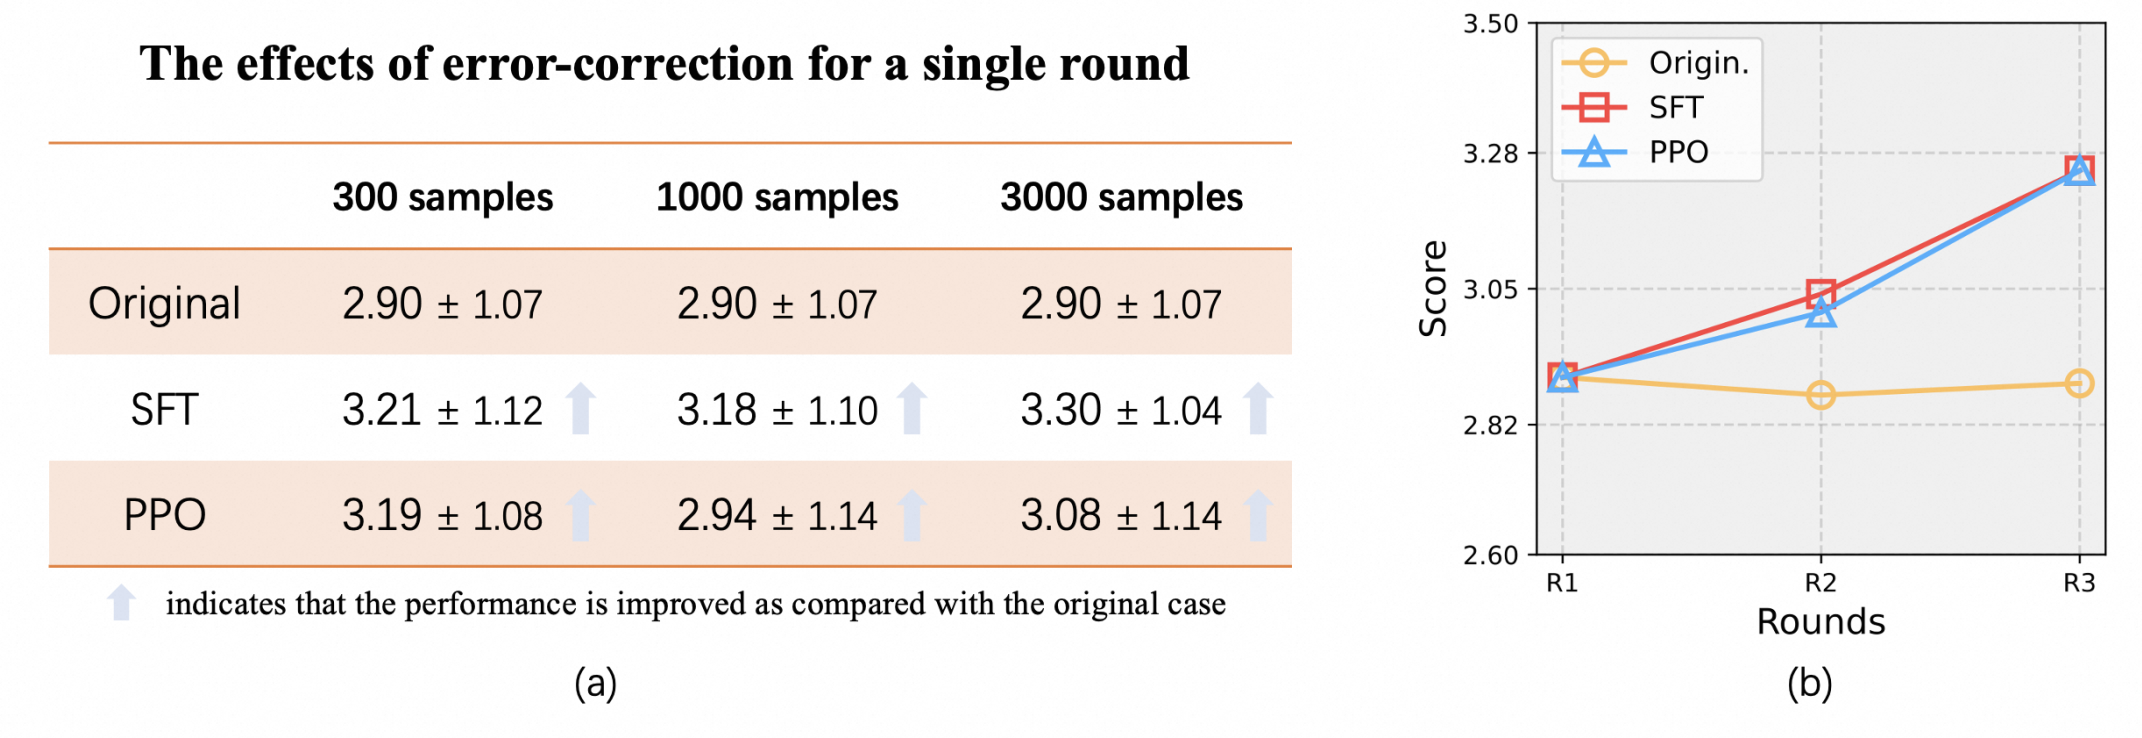 The effects of error-correction for a single round
300 samples 1000 samples 3000 samples
Original 2.90 ± 1.07 2.90 ± 1.07 2.90 ± 1.07
SFT 3.21 ± 1.12 3.18 ± 1.10 3.30 ± 1.04
PPO 3.19 ± 1.08 2.94 ± 1.14 3.08 ± 1.14
indicates that the performance is improved as compared with the original case
(a)
3.50
3.28
3.05
2.82
2.60
Score
Origin.
SFT
PPO
R1 R2 R3
Rounds
(b)